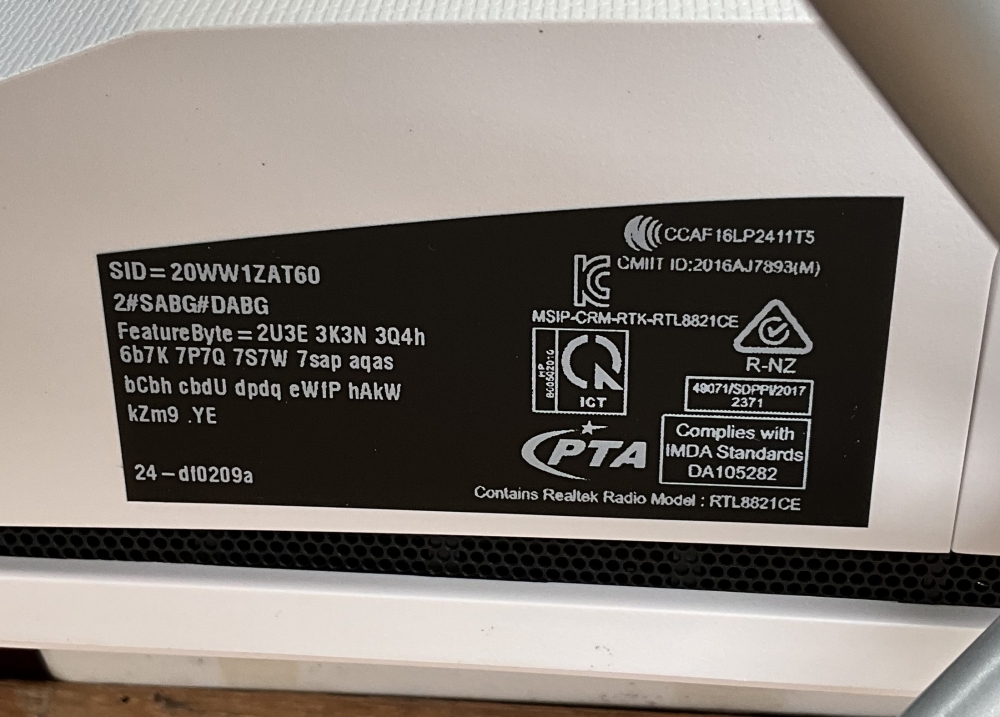 SID=20WW1ZAT60
2#SABG#DABG
FeatureByte=2U3E 3K3N 3Q4h
6b7K 7P7Q 7S7W 7sap aqas
bCbh cbdU dpdq eW1P hAkW
kZm9 .YE
24-df0209a
CCAF16LP2411T5
CMIIT ID:2016AJ7893(M)
MSIP-CRM-RTK-RTL8821CE
R-NZ
HP
ICT
49071/SDPPI/2017
2371
PTA
Complies with
IMDA Standards
DA105282
Contains Realtek Radio Model : RTL8821CE